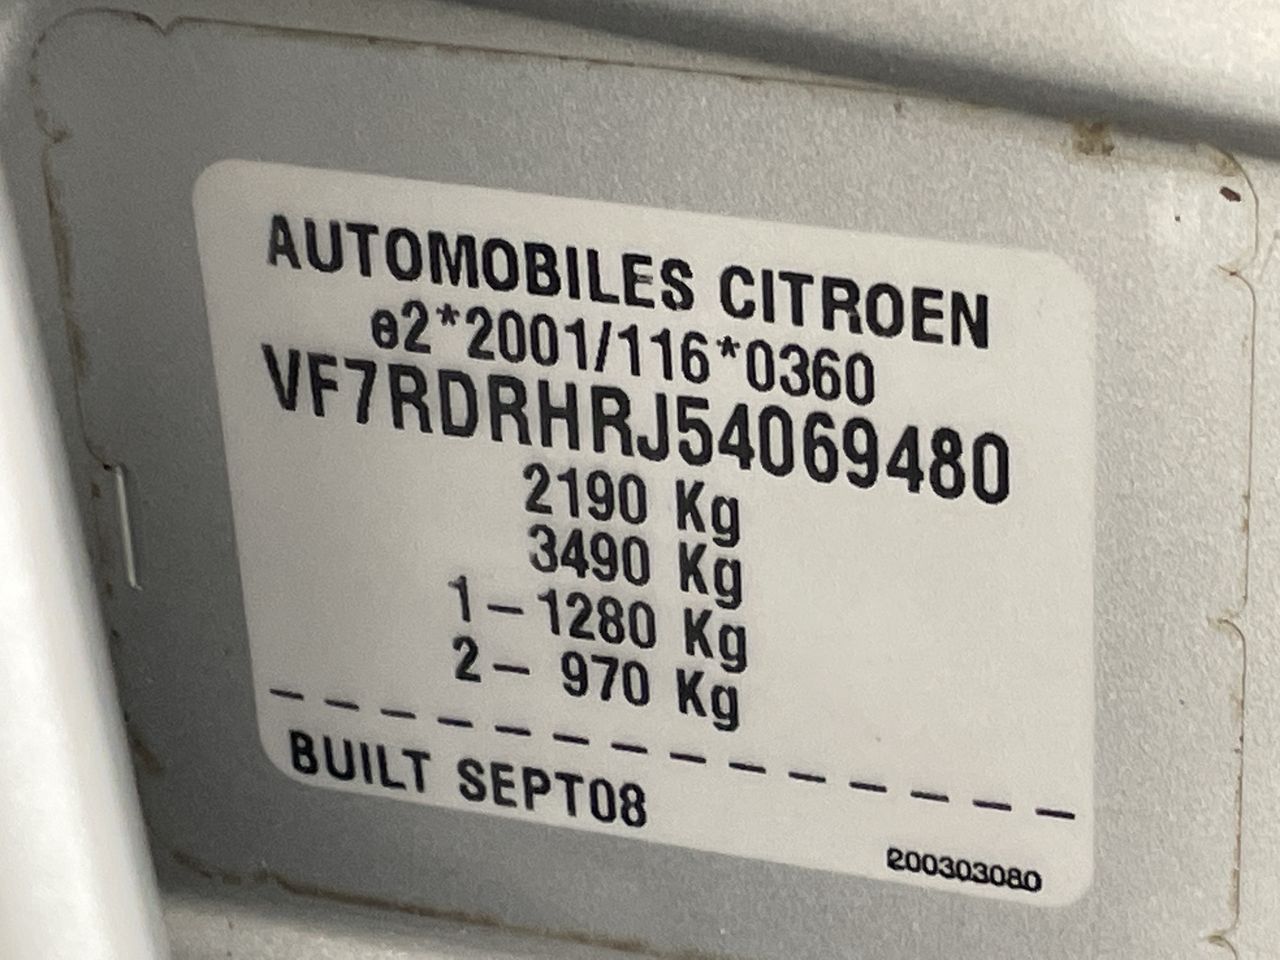 AUTOMOBILES CITROEN
e2*2001/116*0360
VF7RDRHRJ54069480
2190 Kg
3490 Kg
1-1280 Kg
2- 970 Kg
BUILT SEPT08
200303080